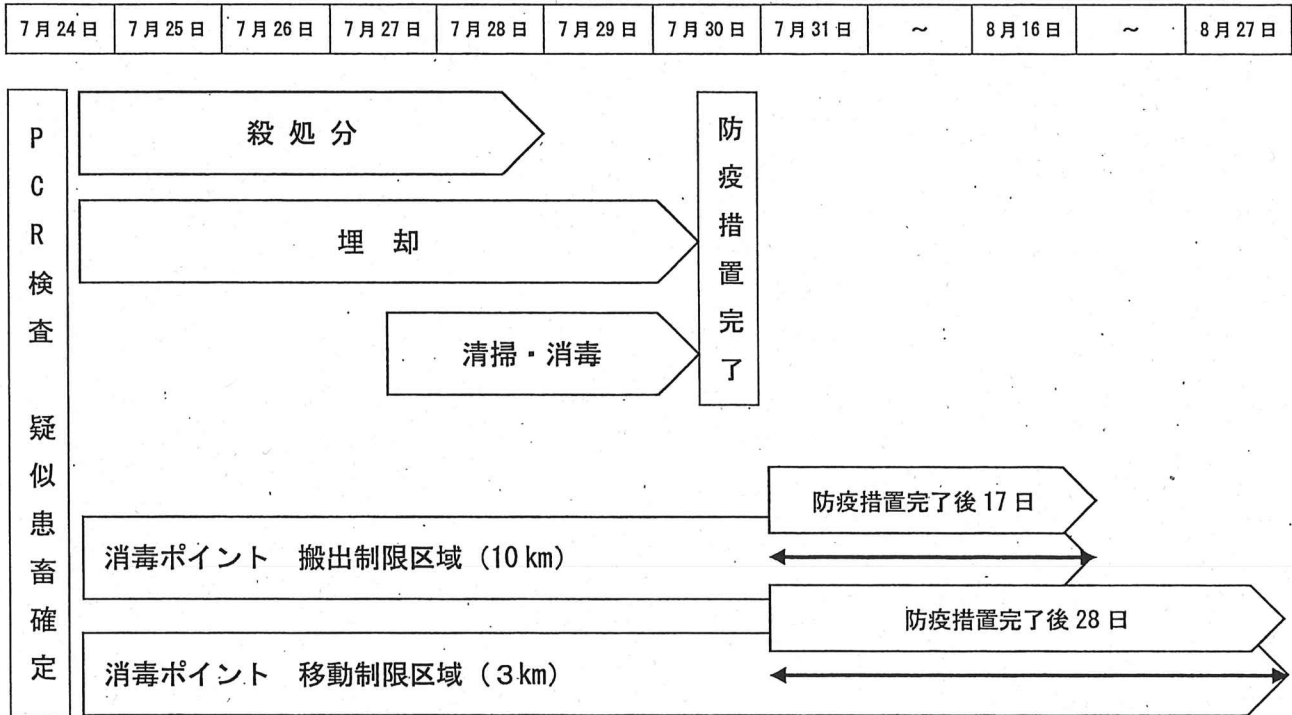 7月24日 7月25日 7月26日 7月27日 7月28日 7月29日 7月30日 7月31日 ～ 8月16日 ～ 8月27日
PCR検査 疑似患畜確定
殺処分
埋却
清掃・消毒
防疫措置完了
防疫措置完了後17日
消毒ポイント 搬出制限区域（10km）
防疫措置完了後28日
消毒ポイント 移動制限区域（3km）